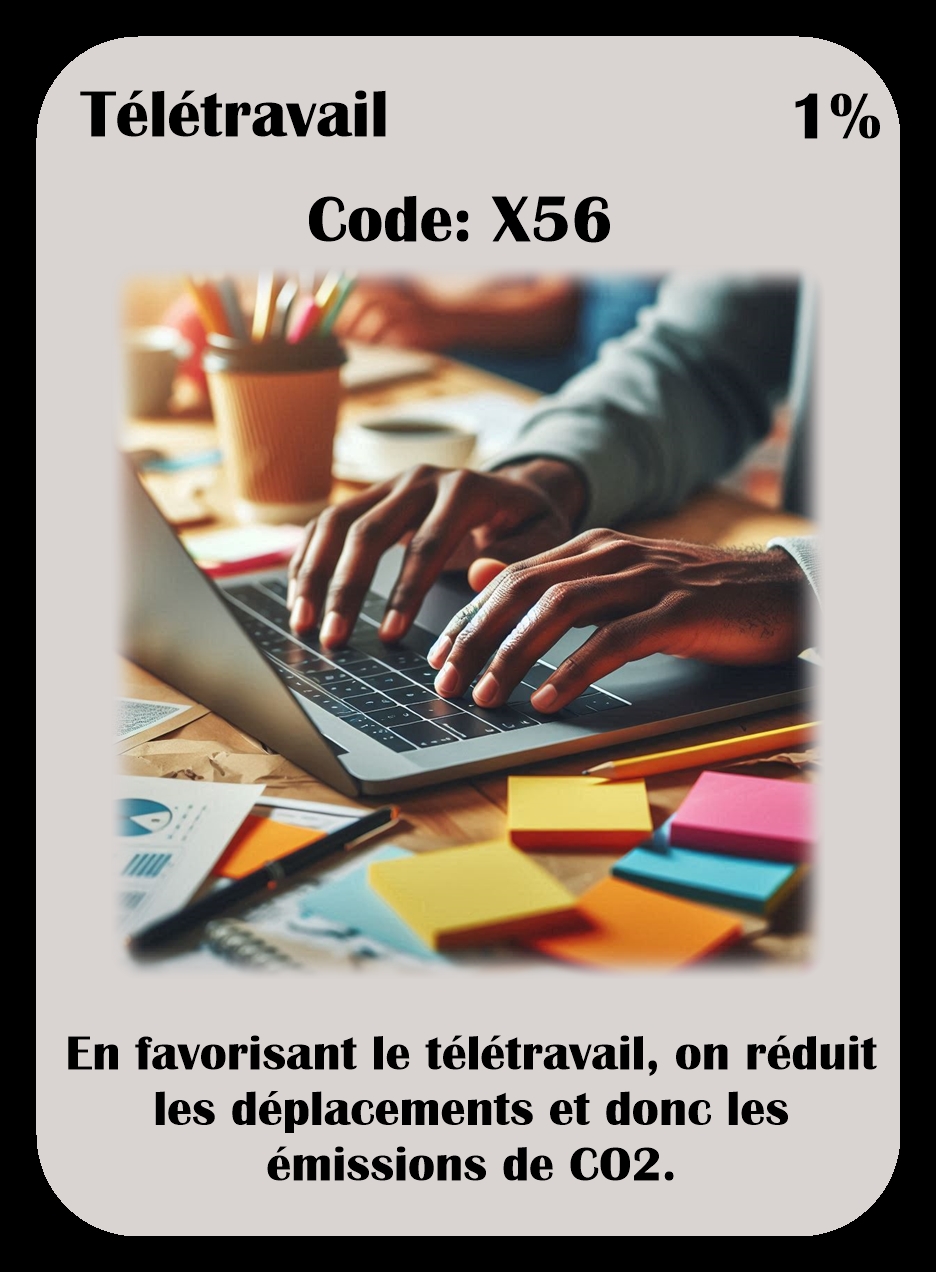 Télétravail 1%
Code: X56
En favorisant le télétravail, on réduit
les déplacements et donc les
émissions de CO2.